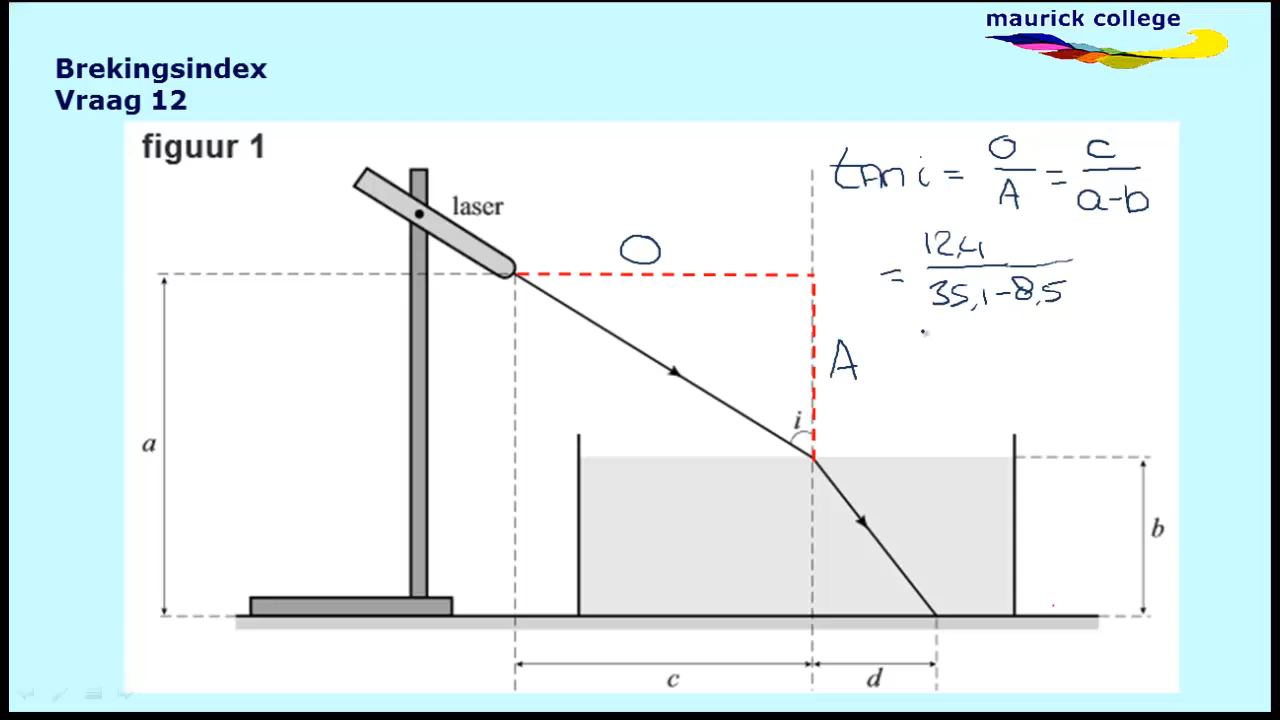 maurick college
Brekingsindex
Vraag 12
figuur 1
tan i = O/A = c/a-b
= 12,4/35,1-8,5
laser
O
A
i
a
b
c
d